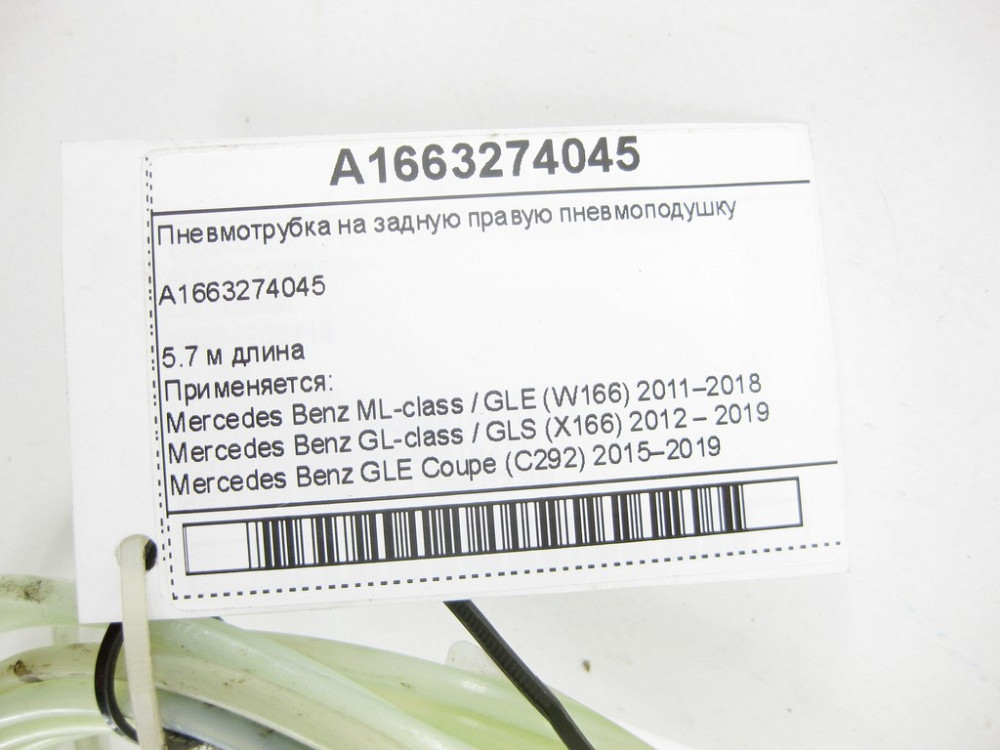 A1663274045
Пневмотрубка на задную правую пневмоподушку
A1663274045
5.7 м длина
Применяется:
Mercedes Benz ML-class / GLE (W166) 2011–2018
Mercedes Benz GL-class / GLS (X166) 2012 – 2019
Mercedes Benz GLE Coupe (C292) 2015–2019